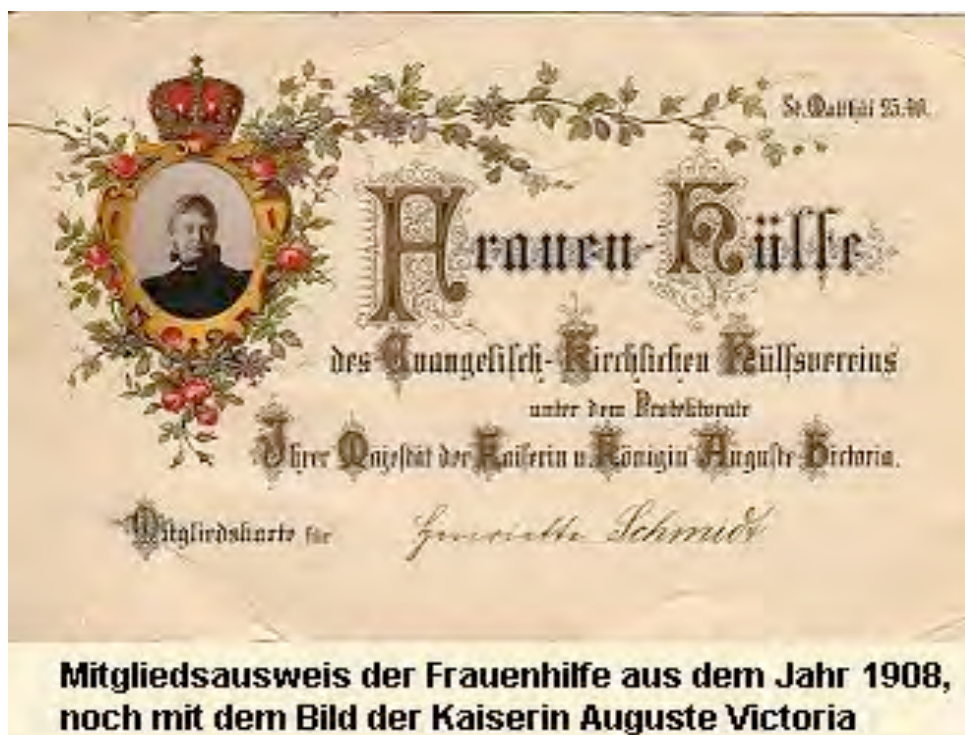 St. Matthäi 25.40.
Frauen-Hülfe
des Evangelisch-Kirchlichen Hülfsvereins
unter dem Protektorate
Ihrer Majestät der Kaiserin u. Königin Auguste Victoria.
Mitgliedskarte für Henriette Schmidt
Mitgliedsausweis der Frauenhilfe aus dem Jahr 1908,
noch mit dem Bild der Kaiserin Auguste Victoria